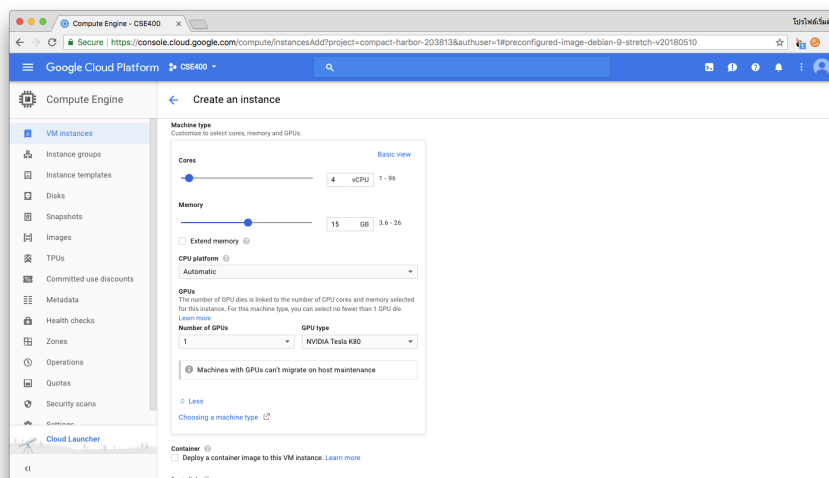 Compute Engine - CSE400
โปรไฟล์เริ่มต้
Secure | https://console.cloud.google.com/compute/instancesAdd?project=compact-harbor-203813&authuser=1#preconfigured-image-debian-9-stretch-v20180510
Google Cloud Platform
CSE400
Compute Engine
Create an instance
VM instances
Instance groups
Instance templates
Disks
Snapshots
Images
TPUs
Committed use discounts
Metadata
Health checks
Zones
Operations
Quotas
Security scans
Settings
Cloud Launcher
Machine type
Customize to select cores, memory and GPUs.
Cores
Basic view
4 vCPU 1 - 96
Memory
15 GB 3.6 - 26
Extend memory
CPU platform
Automatic
GPUs
The number of GPU dies is linked to the number of CPU cores and memory selected
for this instance. For this machine type, you can select no fewer than 1 GPU die.
Learn more
Number of GPUs GPU type
1 NVIDIA Tesla K80
Machines with GPUs can't migrate on host maintenance
Less
Choosing a machine type
Container
Deploy a container image to this VM instance. Learn more